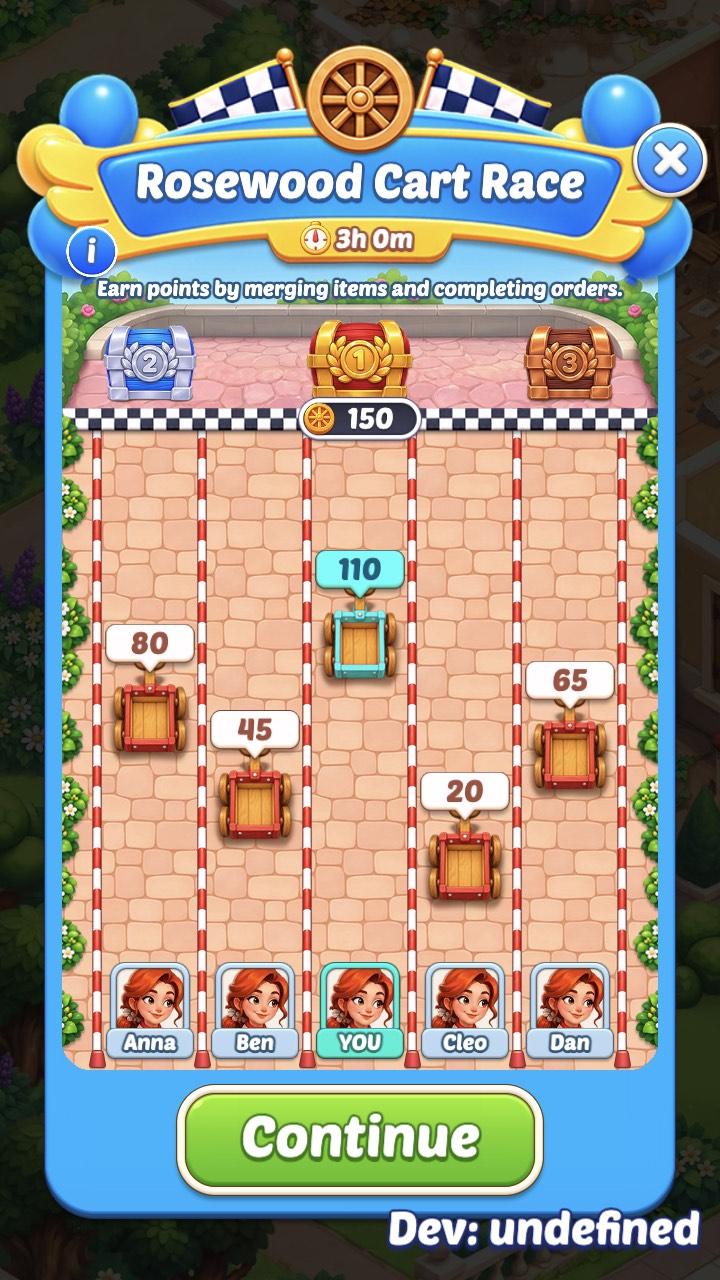 Rosewood Cart Race
i
3h 0m
Earn points by merging items and completing orders.
2
1
3
150
110
80
65
45
20
Anna
Ben
YOU
Cleo
Dan
Continue
Dev: undefined